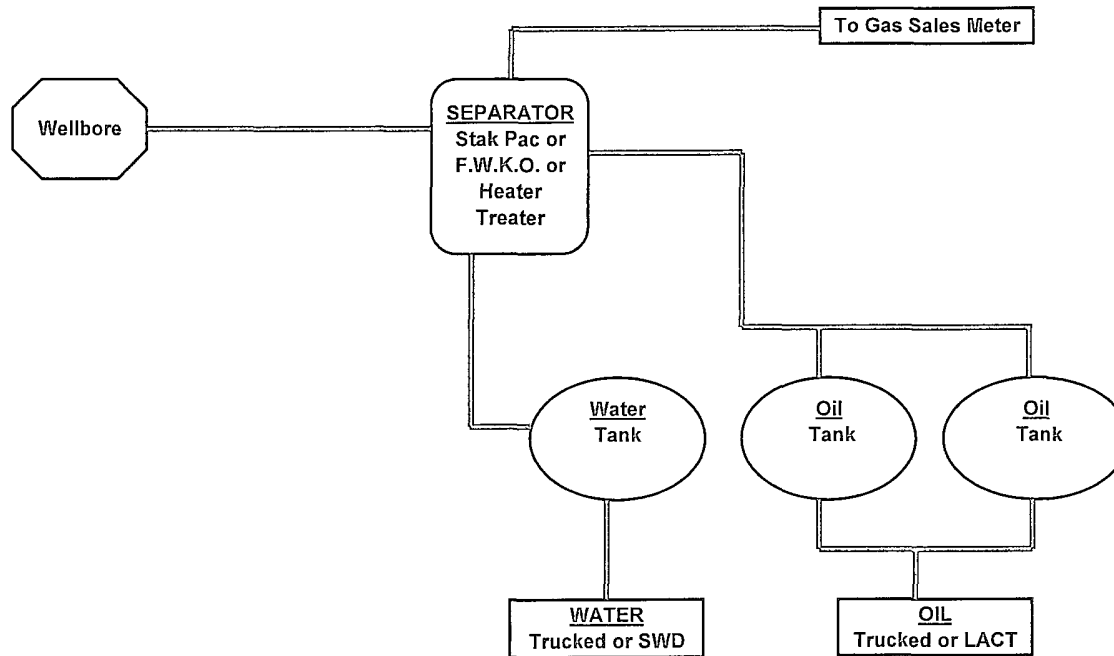 To Gas Sales Meter
Wellbore
SEPARATOR
Stak Pac or
F.W.K.O. or
Heater
Treater
Water
Tank
Oil
Tank
Oil
Tank
WATER
Trucked or SWD
OIL
Trucked or LACT